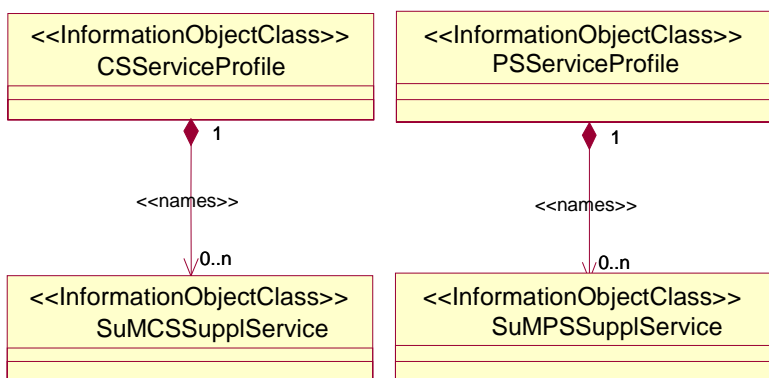 <<InformationObjectClass>>
CSServiceProfile
1
<<names>>
0..n
<<InformationObjectClass>>
SuMCSSupplService
<<InformationObjectClass>>
PSServiceProfile
1
<<names>>
0..n
<<InformationObjectClass>>
SuMPSSupplService